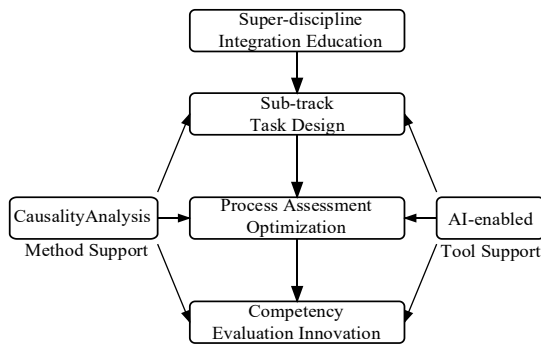 Super-discipline
Integration Education
Sub-track
Task Design
CausalityAnalysis
Method Support
Process Assessment
Optimization
AI-enabled
Tool Support
Competency
Evaluation Innovation